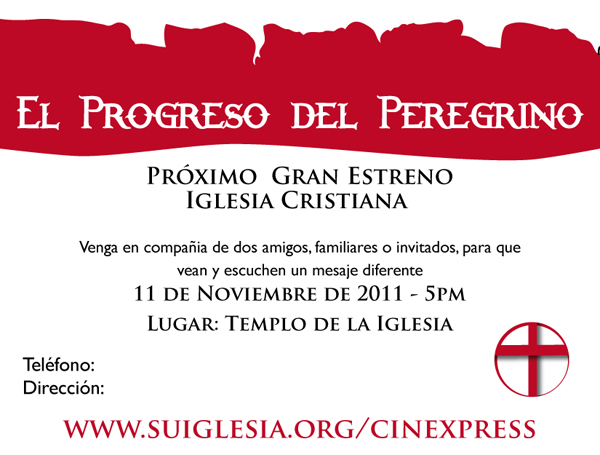 El Progreso del Peregrino
Próximo Gran Estreno
Iglesia Cristiana
Venga en compañia de dos amigos, familiares o invitados, para que
vean y escuchen un mesaje diferente
11 de Noviembre de 2011 - 5pm
Lugar: Templo de la Iglesia
Teléfono:
Dirección:
www.suiglesia.org/cinexpress